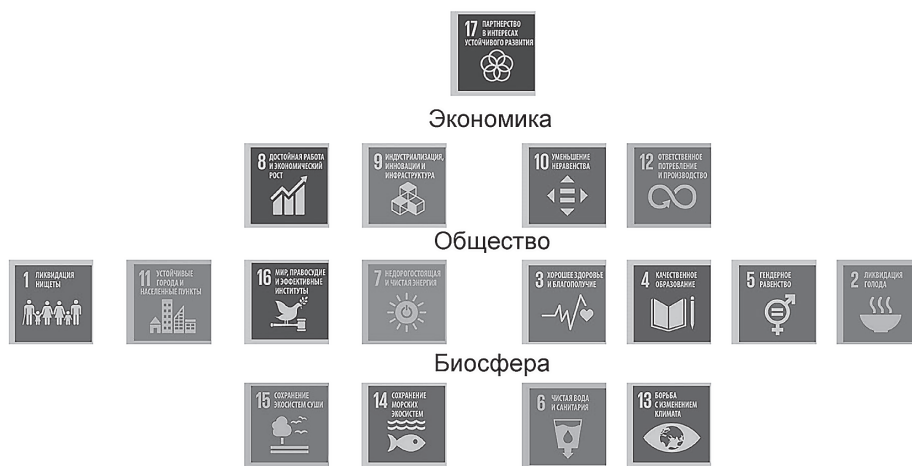 17 ПАРТНЕРСТВО
В ИНТЕРЕСАХ
УСТОЙЧИВОГО РАЗВИТИЯ
Экономика
8 ДОСТОЙНАЯ РАБОТА
И ЭКОНОМИЧЕСКИЙ
РОСТ
9 ИНДУСТРИАЛИЗАЦИЯ,
ИННОВАЦИИ И
ИНФРАСТРУКТУРА
10 УМЕНЬШЕНИЕ
НЕРАВЕНСТВА
12 ОТВЕТСТВЕННОЕ
ПОТРЕБЛЕНИЕ
И ПРОИЗВОДСТВО
Общество
1 ЛИКВИДАЦИЯ
НИЩЕТЫ
11 УСТОЙЧИВЫЕ
ГОРОДА И
НАСЕЛЕННЫЕ ПУНКТЫ
16 МИР, ПРАВОСУДИЕ
И ЭФФЕКТИВНЫЕ
ИНСТИТУТЫ
7 НЕДОРОГОСТОЯЩАЯ
И ЧИСТАЯ ЭНЕРГИЯ
3 ХОРОШЕЕ ЗДОРОВЬЕ
И БЛАГОПОЛУЧИЕ
4 КАЧЕСТВЕННОЕ
ОБРАЗОВАНИЕ
5 ГЕНДЕРНОЕ
РАВЕНСТВО
2 ЛИКВИДАЦИЯ
ГОЛОДА
Биосфера
15 СОХРАНЕНИЕ
ЭКОСИСТЕМ СУШИ
14 СОХРАНЕНИЕ
МОРСКИХ
ЭКОСИСТЕМ
6 ЧИСТАЯ ВОДА
И САНИТАРИЯ
13 БОРЬБА
С ИЗМЕНЕНИЕМ
КЛИМАТА